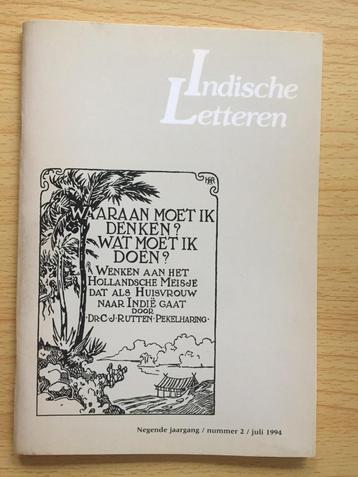 Indische
Letteren
WAARAAN MOET IK
DENKEN?
WAT MOET IK
DOEN?
WENKEN AAN HET
HOLLANDSCHE MEISJE
DAT ALS HUISVROUW
NAAR INDIË GAAT
DOOR
DR·C·J·RUTTEN-PEKELHARING·
Negende jaargang / nummer 2 / juli 1994